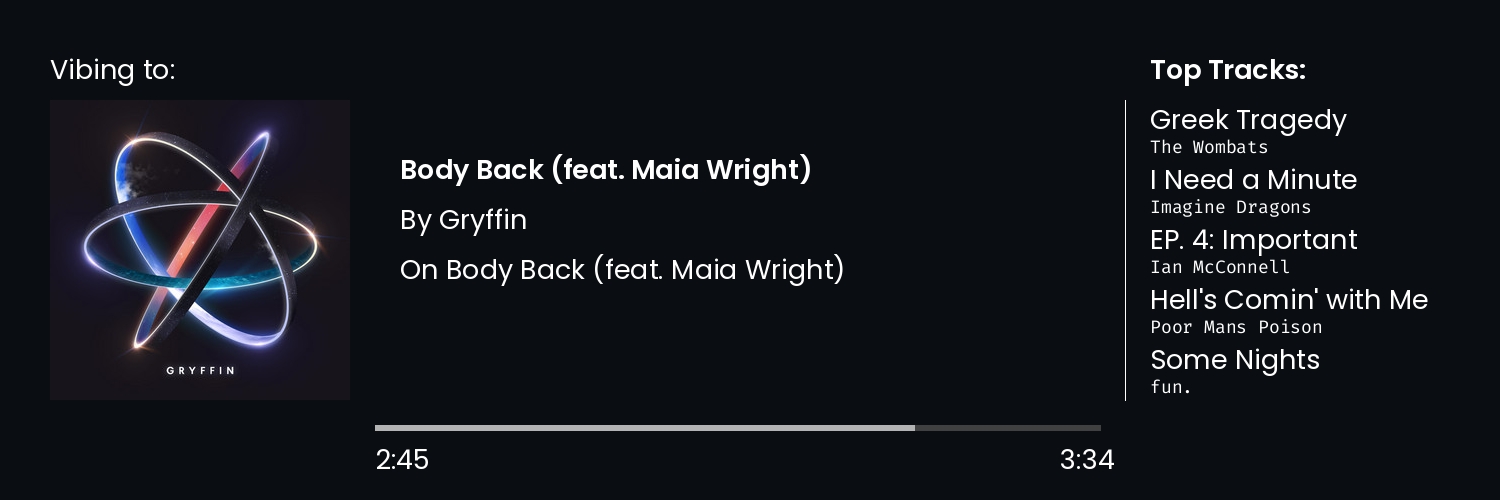 Vibing to:
GRYFFIN
Body Back (feat. Maia Wright)
By Gryffin
On Body Back (feat. Maia Wright)
2:45
3:34
Top Tracks:
Greek Tragedy
The Wombats
I Need a Minute
Imagine Dragons
EP. 4: Important
Ian McConnell
Hell's Comin' with Me
Poor Mans Poison
Some Nights
fun.